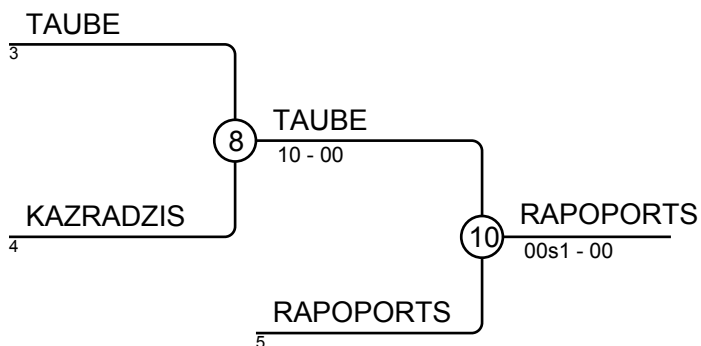 TAUBE
3
8
TAUBE
10 - 00
KAZRADZIS
4
10
RAPOPORTS
00s1 - 00
RAPOPORTS
5